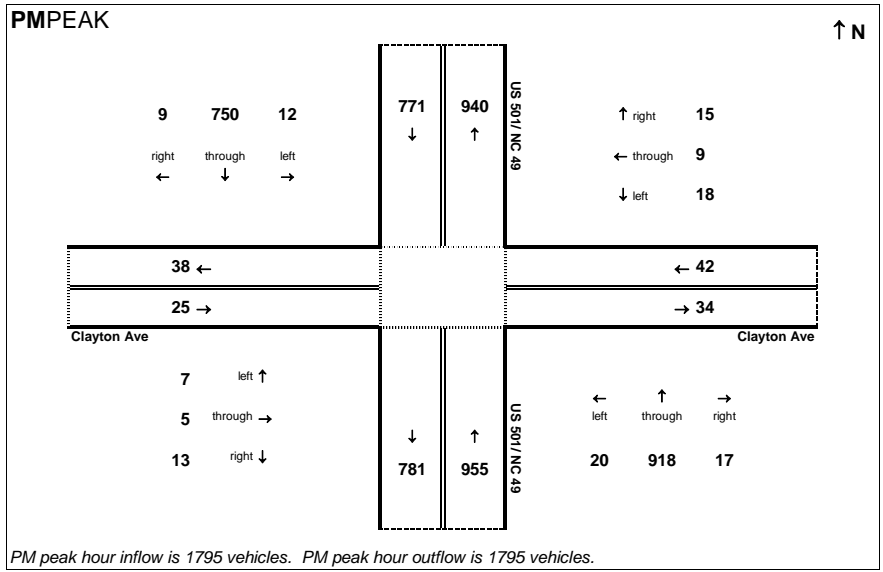 PMPEAK
↑ N
9 750 12
right through left
← ↓ →
771 940
↓ ↑
US 501/ NC 49
↑ right 15
← through 9
↓ left 18
38 ←
25 →
← 42
→ 34
Clayton Ave
Clayton Ave
7 left ↑
5 through →
13 right ↓
↓ ↑
781 955
US 501/ NC 49
← ↑ →
left through right
20 918 17
PM peak hour inflow is 1795 vehicles. PM peak hour outflow is 1795 vehicles.